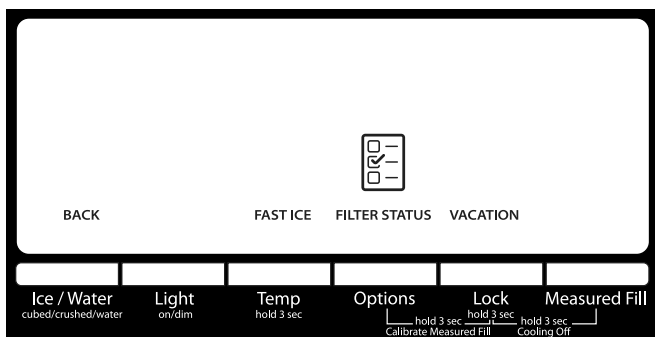 BACK FAST ICE FILTER STATUS VACATION
Ice / Water Light Temp Options Lock Measured Fill
cubed/crushed/water on/dim hold 3 sec hold 3 sec
hold 3 sec hold 3 sec
Calibrate Measured Fill Cooling Off